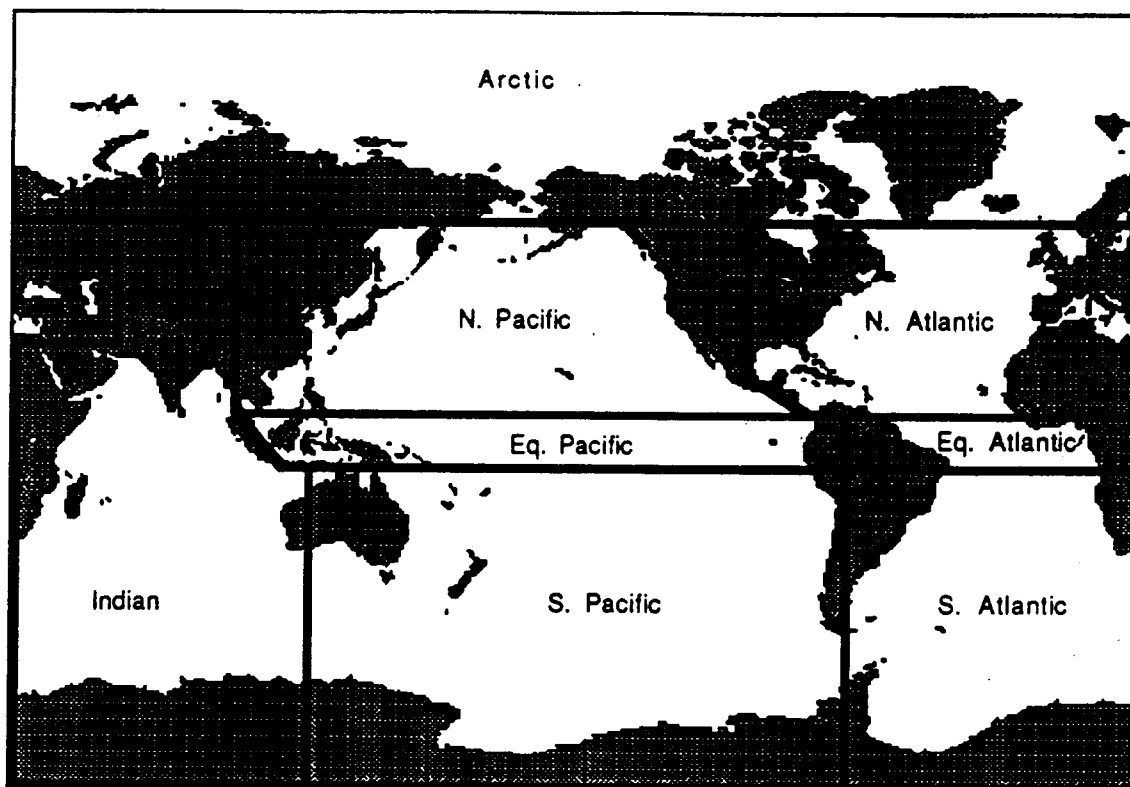 Arctic
N. Pacific
N. Atlantic
Eq. Pacific
Eq. Atlantic
Indian
S. Pacific
S. Atlantic